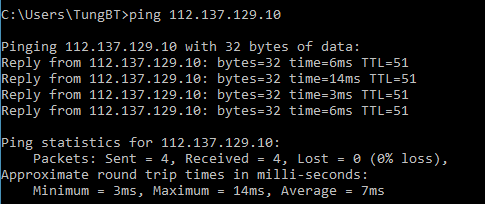 C:\Users\TungBT>ping 112.137.129.10
Pinging 112.137.129.10 with 32 bytes of data:
Reply from 112.137.129.10: bytes=32 time=6ms TTL=51
Reply from 112.137.129.10: bytes=32 time=14ms TTL=51
Reply from 112.137.129.10: bytes=32 time=3ms TTL=51
Reply from 112.137.129.10: bytes=32 time=6ms TTL=51
Ping statistics for 112.137.129.10:
    Packets: Sent = 4, Received = 4, Lost = 0 (0% loss),
Approximate round trip times in milli-seconds:
    Minimum = 3ms, Maximum = 14ms, Average = 7ms